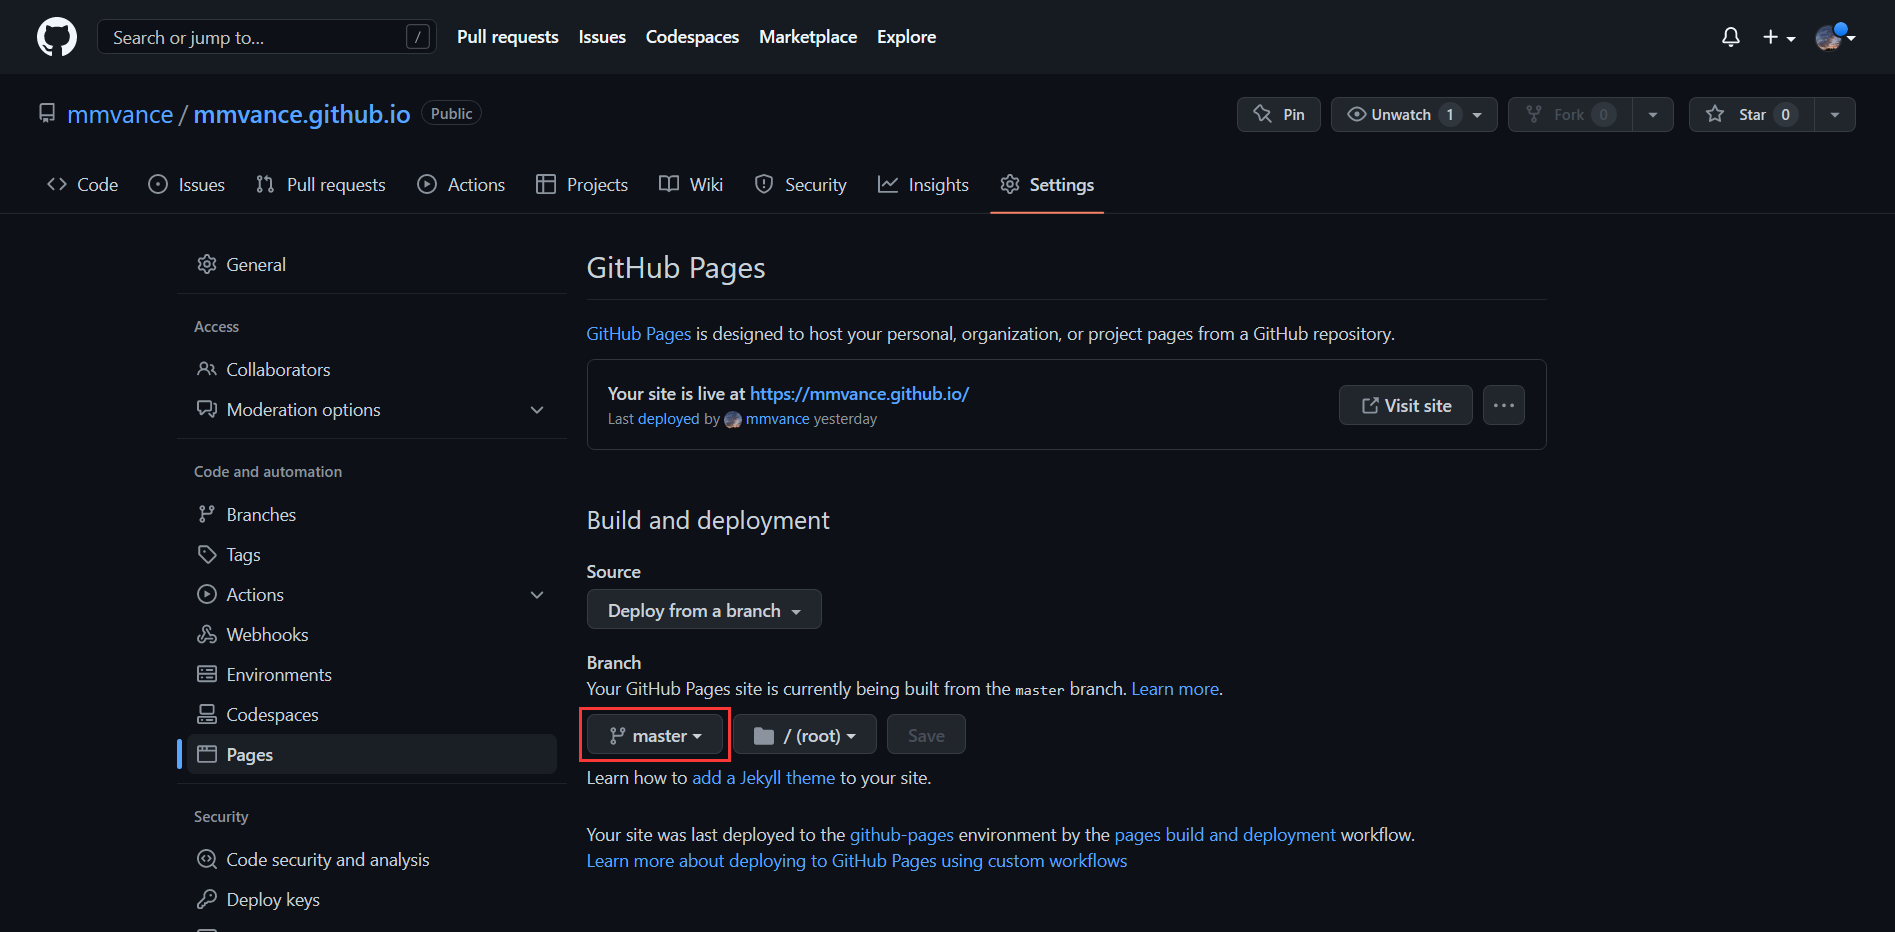 Search or jump to... /
Pull requests
Issues
Codespaces
Marketplace
Explore
mmvance / mmvance.github.io Public
Pin
Unwatch 1
Fork 0
Star 0
Code
Issues
Pull requests
Actions
Projects
Wiki
Security
Insights
Settings
General
Access
Collaborators
Moderation options
Code and automation
Branches
Tags
Actions
Webhooks
Environments
Codespaces
Pages
Security
Code security and analysis
Deploy keys
GitHub Pages
GitHub Pages is designed to host your personal, organization, or project pages from a GitHub repository.
Your site is live at https://mmvance.github.io/
Last deployed by mmvance yesterday
Visit site
Build and deployment
Source
Deploy from a branch
Branch
Your GitHub Pages site is currently being built from the master branch. Learn more.
master
/ (root)
Save
Learn how to add a Jekyll theme to your site.
Your site was last deployed to the github-pages environment by the pages build and deployment workflow.
Learn more about deploying to GitHub Pages using custom workflows